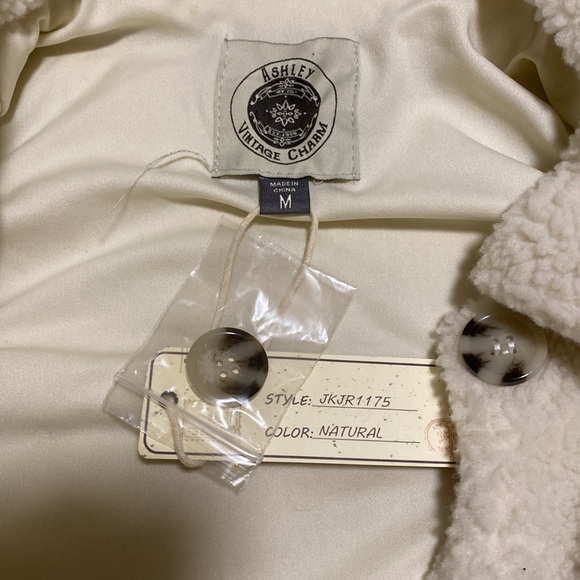 ASHLEY
VINTAGE CHARM
MADE IN
CHINA
M
STYLE: JKJR1175
COLOR: NATURAL